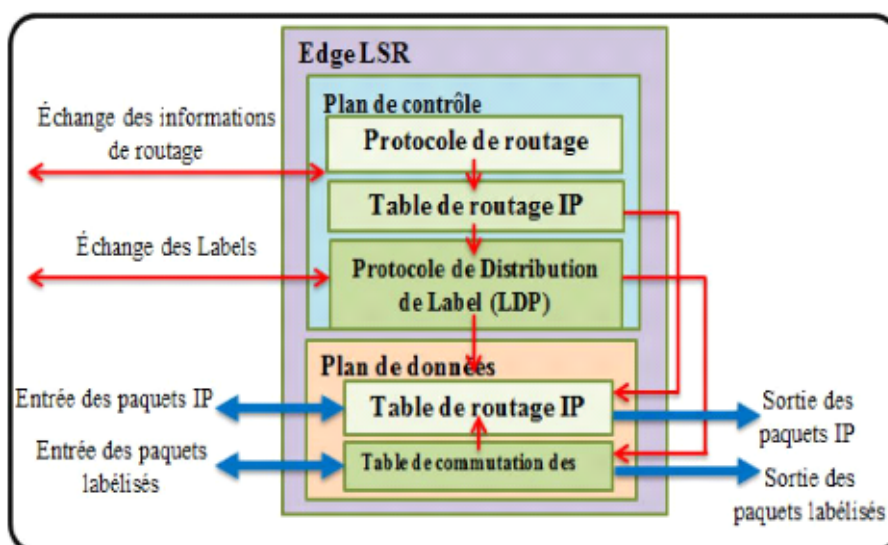 Edge LSR
Plan de contrôle
Échange des informations
de routage
Protocole de routage
Table de routage IP
Échange des Labels
Protocole de Distribution
de Label (LDP)
Plan de données
Entrée des paquets IP
Table de routage IP
Sortie des
paquets IP
Entrée des paquets
labélisés
Table de commutation des
Sortie des
paquets labélisés